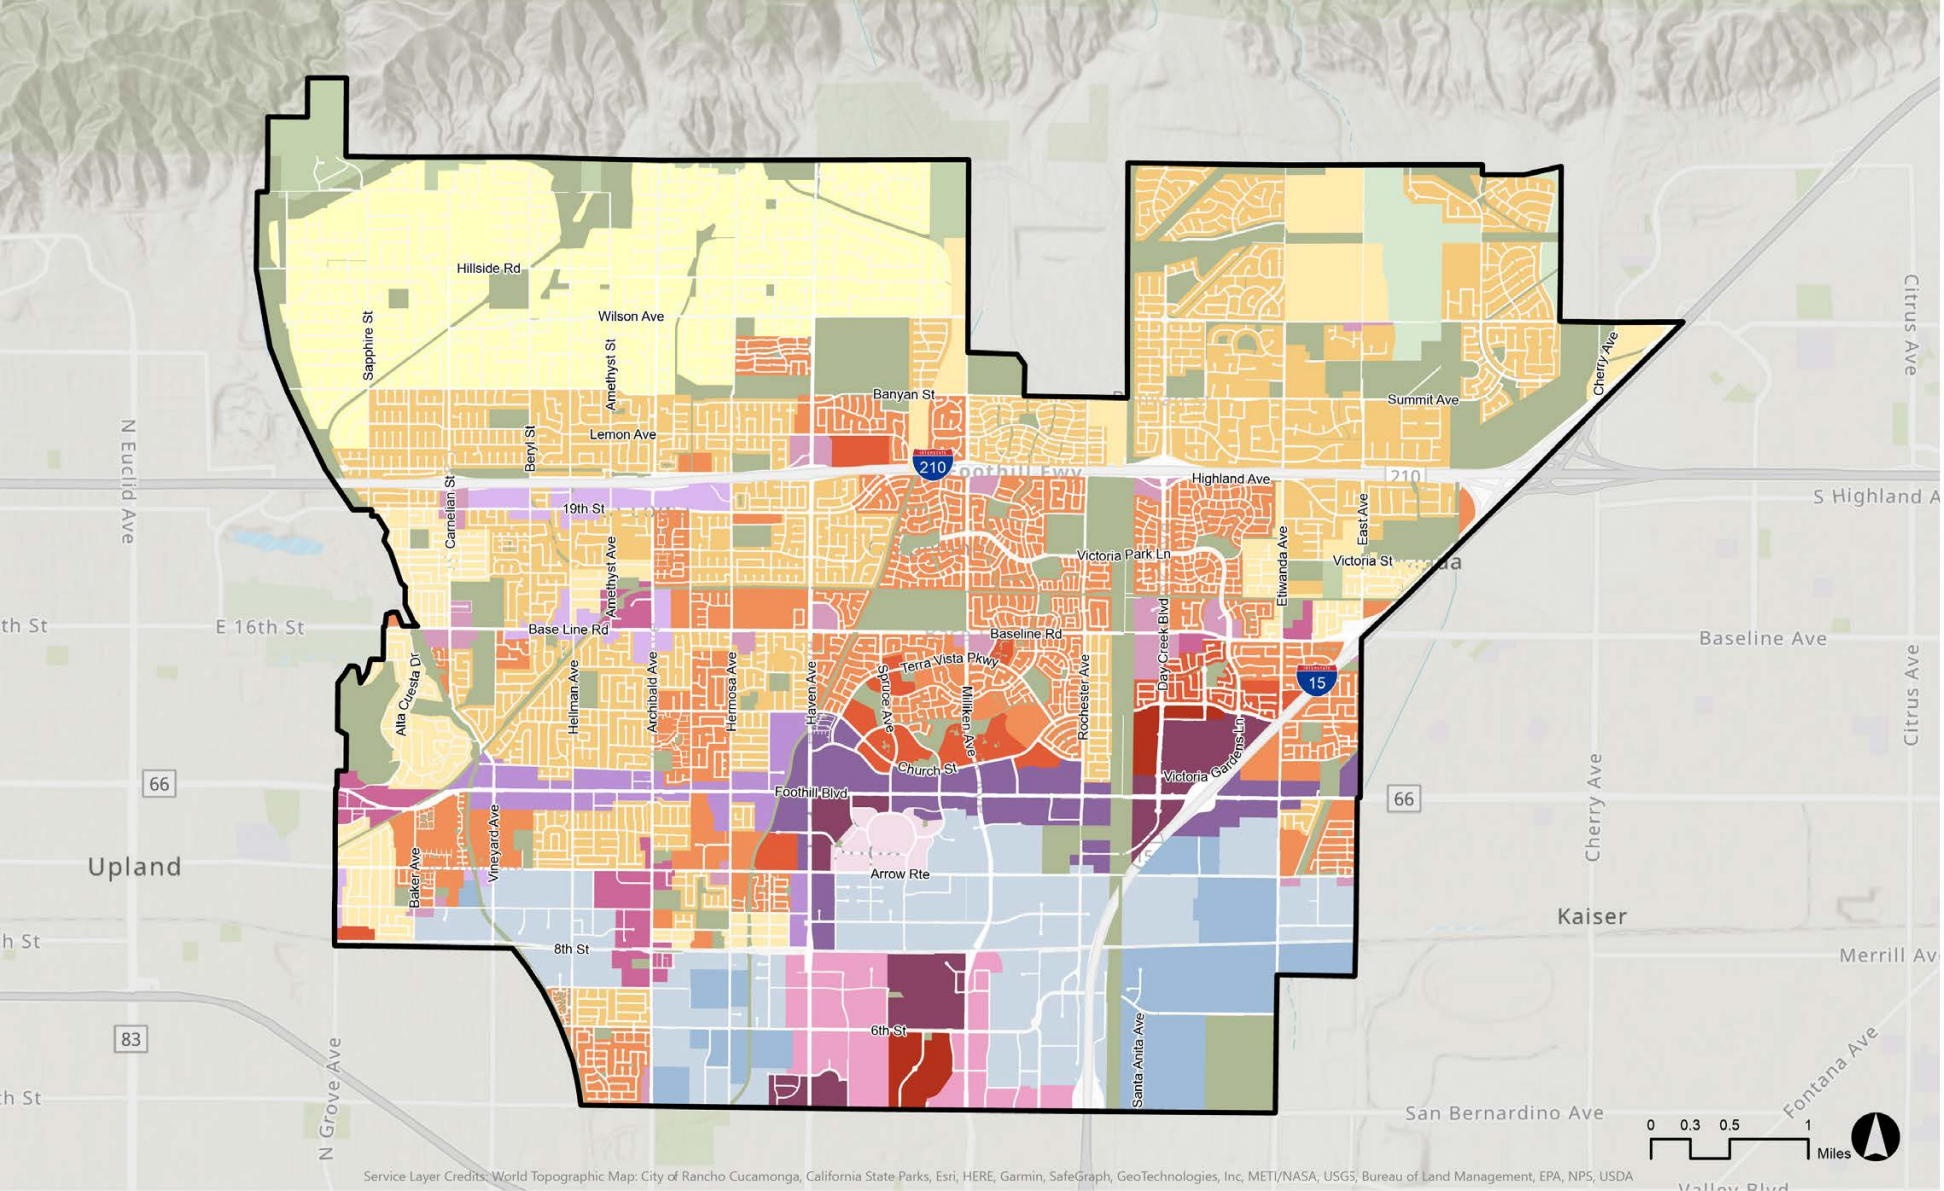 Hillside Rd
Wilson Ave
Sapphire St
Amethyst St
Citrus Ave
Cherry Ave
Banyan St
Summit Ave
Lemon Ave
Beryl St
N Euclid Ave
INTERSTATE
210
Foothill Fwy
210
Highland Ave
S Highland A
Carnelian St
19th St
East Ave
Etiwanda Ave
Victoria Park Ln
Victoria St
da
Amethyst Ave
th St
E 16th St
Base Line Rd
Baseline Rd
Day Creek Blvd
Baseline Ave
Alta Cuesta Dr
Hellman Ave
Archibald Ave
Hermosa Ave
Haven Ave
Spruce Ave
Terra Vista Pkwy
Milliken Ave
Rochester Ave
INTERSTATE
15
Citrus Ave
Victoria Gardens Ln
Church St
66
Foothill Blvd
66
Cherry Ave
Upland
Baker Ave
Vineyard Ave
Arrow Rte
15
Kaiser
h St
8th St
Merrill Av
83
6th St
Santa Anita Ave
N Grove Ave
th St
San Bernardino Ave
Fontana Ave
0 0.3 0.5 1
Miles
Service Layer Credits: World Topographic Map: City of Rancho Cucamonga, California State Parks, Esri, HERE, Garmin, SafeGraph, GeoTechnologies, Inc, METI/NASA, USGS, Bureau of Land Management, EPA, NPS, USDA
Valley Blvd